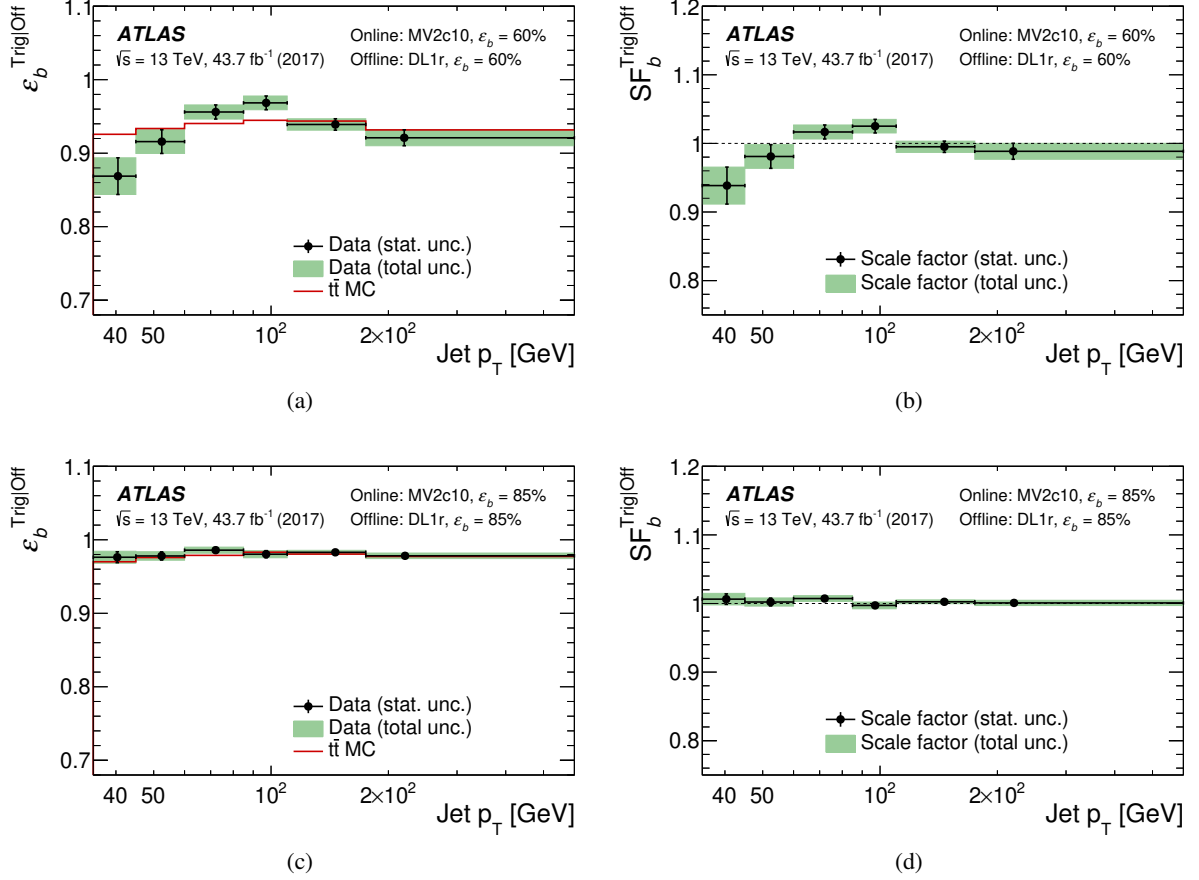 ε_b^Trig|Off
1.1
1
0.9
0.8
0.7
ATLAS
√s = 13 TeV, 43.7 fb⁻¹ (2017)
Online: MV2c10, ε_b = 60%
Offline: DL1r, ε_b = 60%
Data (stat. unc.)
Data (total unc.)
tt̄ MC
40 50 10² 2×10²
Jet p_T [GeV]
(a)
SF_b^Trig|Off
1.2
1.1
1
0.9
0.8
ATLAS
√s = 13 TeV, 43.7 fb⁻¹ (2017)
Online: MV2c10, ε_b = 60%
Offline: DL1r, ε_b = 60%
Scale factor (stat. unc.)
Scale factor (total unc.)
40 50 10² 2×10²
Jet p_T [GeV]
(b)
ε_b^Trig|Off
1.1
1
0.9
0.8
0.7
ATLAS
√s = 13 TeV, 43.7 fb⁻¹ (2017)
Online: MV2c10, ε_b = 85%
Offline: DL1r, ε_b = 85%
Data (stat. unc.)
Data (total unc.)
tt̄ MC
40 50 10² 2×10²
Jet p_T [GeV]
(c)
SF_b^Trig|Off
1.2
1.1
1
0.9
0.8
ATLAS
√s = 13 TeV, 43.7 fb⁻¹ (2017)
Online: MV2c10, ε_b = 85%
Offline: DL1r, ε_b = 85%
Scale factor (stat. unc.)
Scale factor (total unc.)
40 50 10² 2×10²
Jet p_T [GeV]
(d)